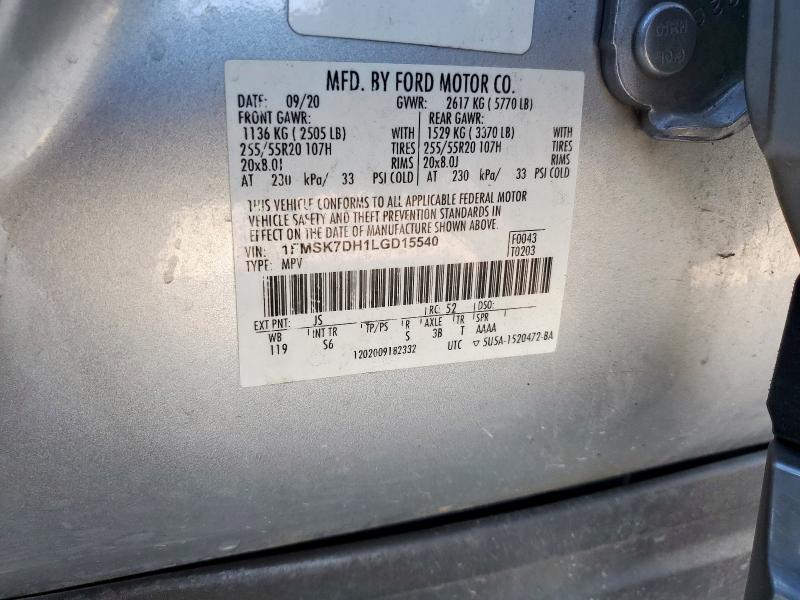 MFD. BY FORD MOTOR CO.
DATE: 09/20 GVWR: 2617 KG ( 5770 LB)
FRONT GAWR: REAR GAWR:
1136 KG ( 2505 LB) WITH 1529 KG ( 3370 LB) WITH
255/55R20 107H TIRES 255/55R20 107H TIRES
20x8.0J RIMS 20x8.0J RIMS
AT 230 kPa/ 33 PSI COLD AT 230 kPa/ 33 PSI COLD
THIS VEHICLE CONFORMS TO ALL APPLICABLE FEDERAL MOTOR
VEHICLE SAFETY AND THEFT PREVENTION STANDARDS IN
EFFECT ON THE DATE OF MANUFACTURE SHOWN ABOVE.
VIN: 1FMSK7DH1LGD15540 F0043
TYPE: MPV T0203
EXT PNT: JS RC: 52 DSO:
WB INT TR TP/PS R AXLE TR SPR
119 S6 S 3B T AAAA
1202009182332 UTC ▽ 5U5A-1520472-BA